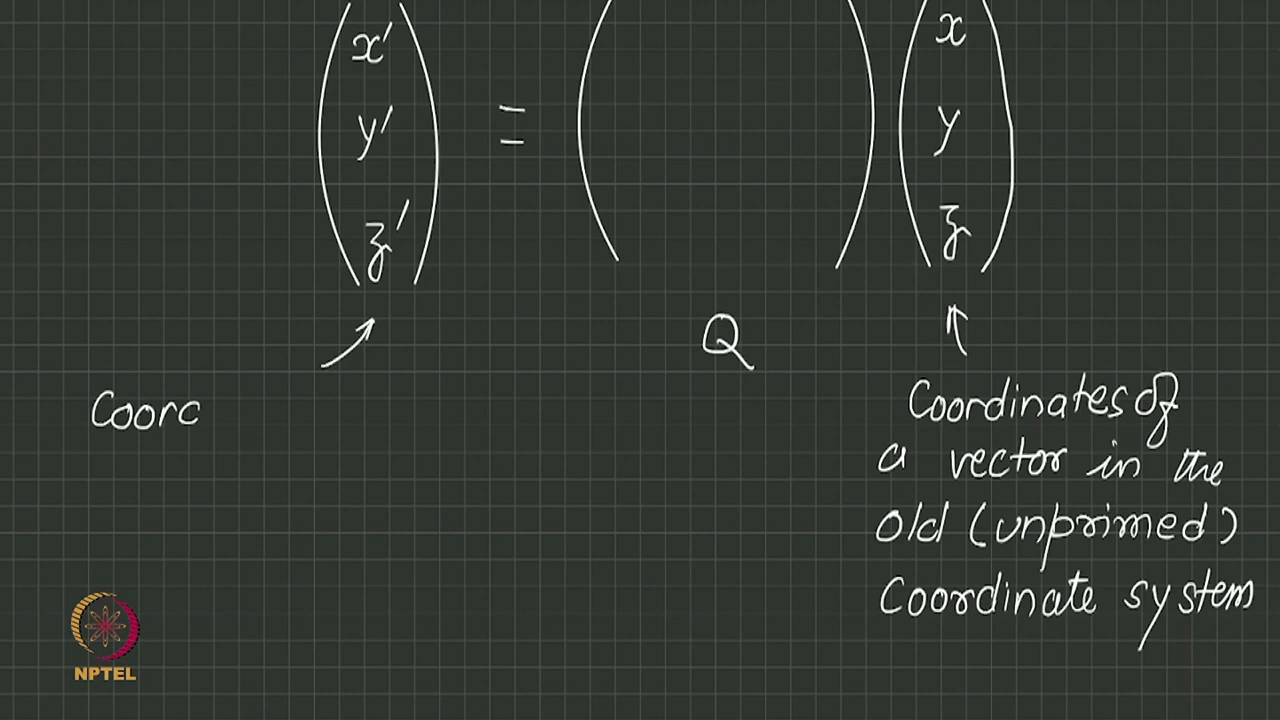 x′ = x
y′ y
z′ z
Q
Coorc
Coordinates of
a vector in the
old (unprimed)
Coordinate system
NPTEL